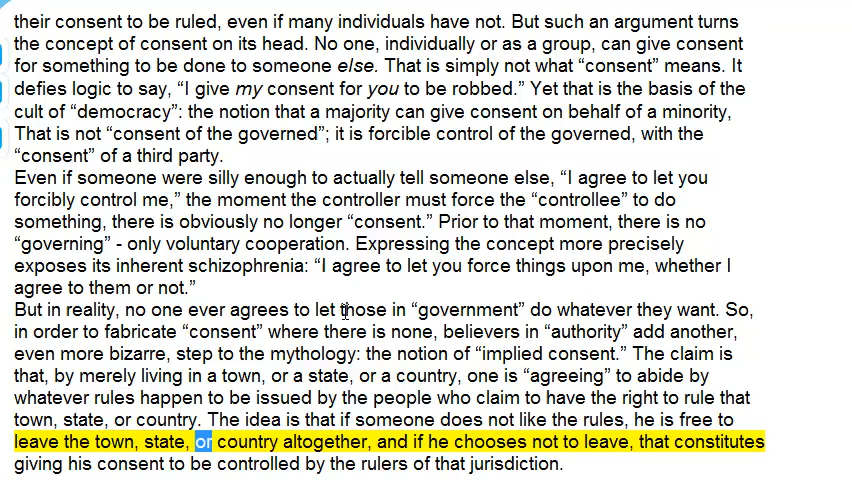 their consent to be ruled, even if many individuals have not. But such an argument turns
the concept of consent on its head. No one, individually or as a group, can give consent
for something to be done to someone else. That is simply not what “consent” means. It
defies logic to say, “I give my consent for you to be robbed.” Yet that is the basis of the
cult of “democracy”: the notion that a majority can give consent on behalf of a minority,
That is not “consent of the governed”; it is forcible control of the governed, with the
“consent” of a third party.
Even if someone were silly enough to actually tell someone else, “I agree to let you
forcibly control me,” the moment the controller must force the “controllee” to do
something, there is obviously no longer “consent.” Prior to that moment, there is no
“governing” - only voluntary cooperation. Expressing the concept more precisely
exposes its inherent schizophrenia: “I agree to let you force things upon me, whether I
agree to them or not.”
But in reality, no one ever agrees to let those in “government” do whatever they want. So,
in order to fabricate “consent” where there is none, believers in “authority” add another,
even more bizarre, step to the mythology: the notion of “implied consent.” The claim is
that, by merely living in a town, or a state, or a country, one is “agreeing” to abide by
whatever rules happen to be issued by the people who claim to have the right to rule that
town, state, or country. The idea is that if someone does not like the rules, he is free to
leave the town, state, or country altogether, and if he chooses not to leave, that constitutes
giving his consent to be controlled by the rulers of that jurisdiction.